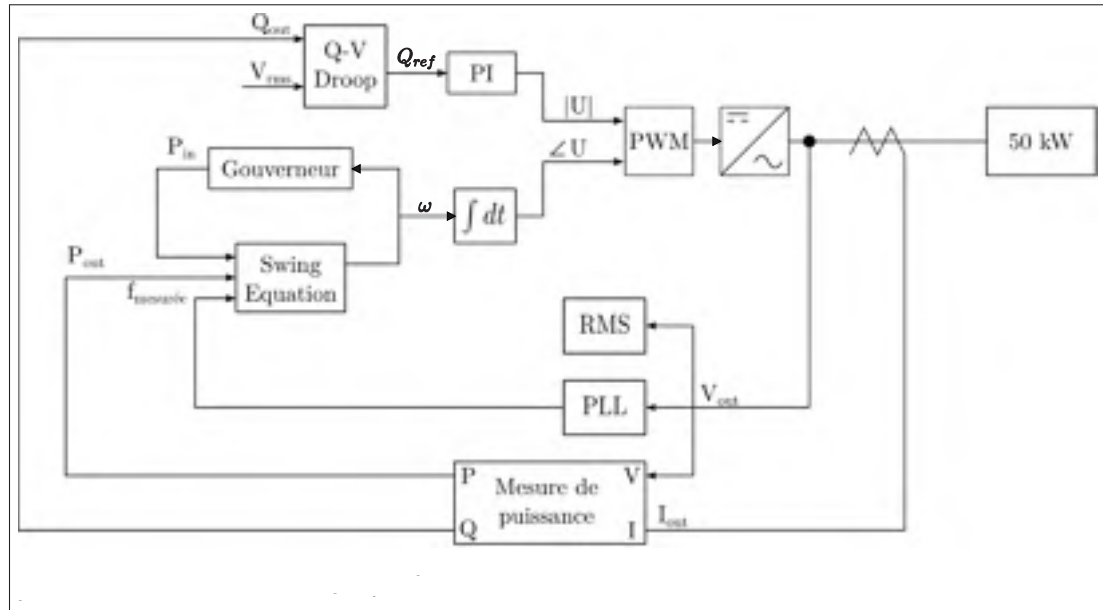 Q_out
Q-V
Droop
V_rms
Q_ref
PI
|U|
∠U
PWM
50 kW
P_in
Gouverneur
ω
∫ dt
P_out
Swing
Equation
f_mesurée
RMS
PLL
V_out
P
V
Mesure de
puissance
Q
I
I_out